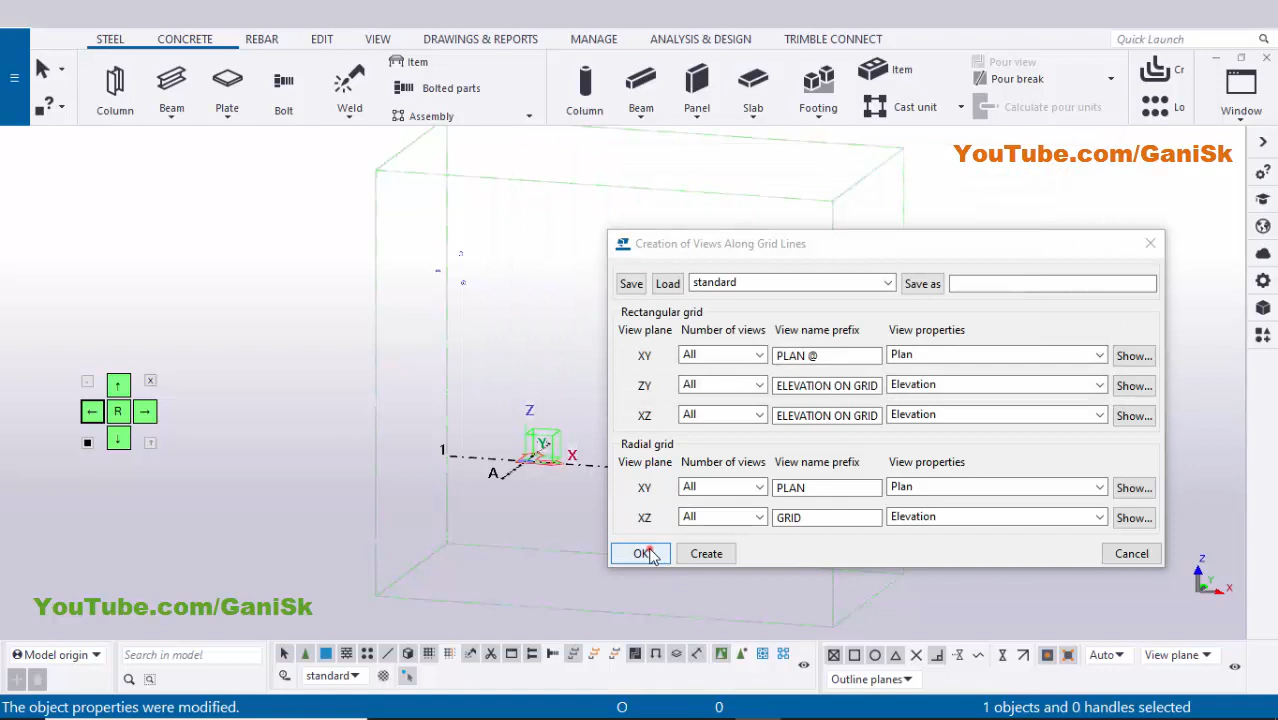 STEEL CONCRETE REBAR EDIT VIEW DRAWINGS & REPORTS MANAGE ANALYSIS & DESIGN TRIMBLE CONNECT Quick Launch
Item Item Pour view Cr
Bolted parts Pour break
Column Beam Plate Bolt Weld Column Beam Panel Slab Footing Cast unit Calculate pour units Lo Window
Assembly
YouTube.com/GaniSk
Creation of Views Along Grid Lines
Save Load standard Save as
Rectangular grid
View plane Number of views View name prefix View properties
XY All PLAN @ Plan Show...
ZY All ELEVATION ON GRID Elevation Show...
XZ All ELEVATION ON GRID Elevation Show...
Radial grid
View plane Number of views View name prefix View properties
XY All PLAN Plan Show...
XZ All GRID Elevation Show...
OK Create Cancel
X
R
?
Z
Y
X
1
A
Z
Y
X
YouTube.com/GaniSk
Model origin Search in model Auto View plane
standard Outline planes
The object properties were modified. O 0 1 objects and 0 handles selected